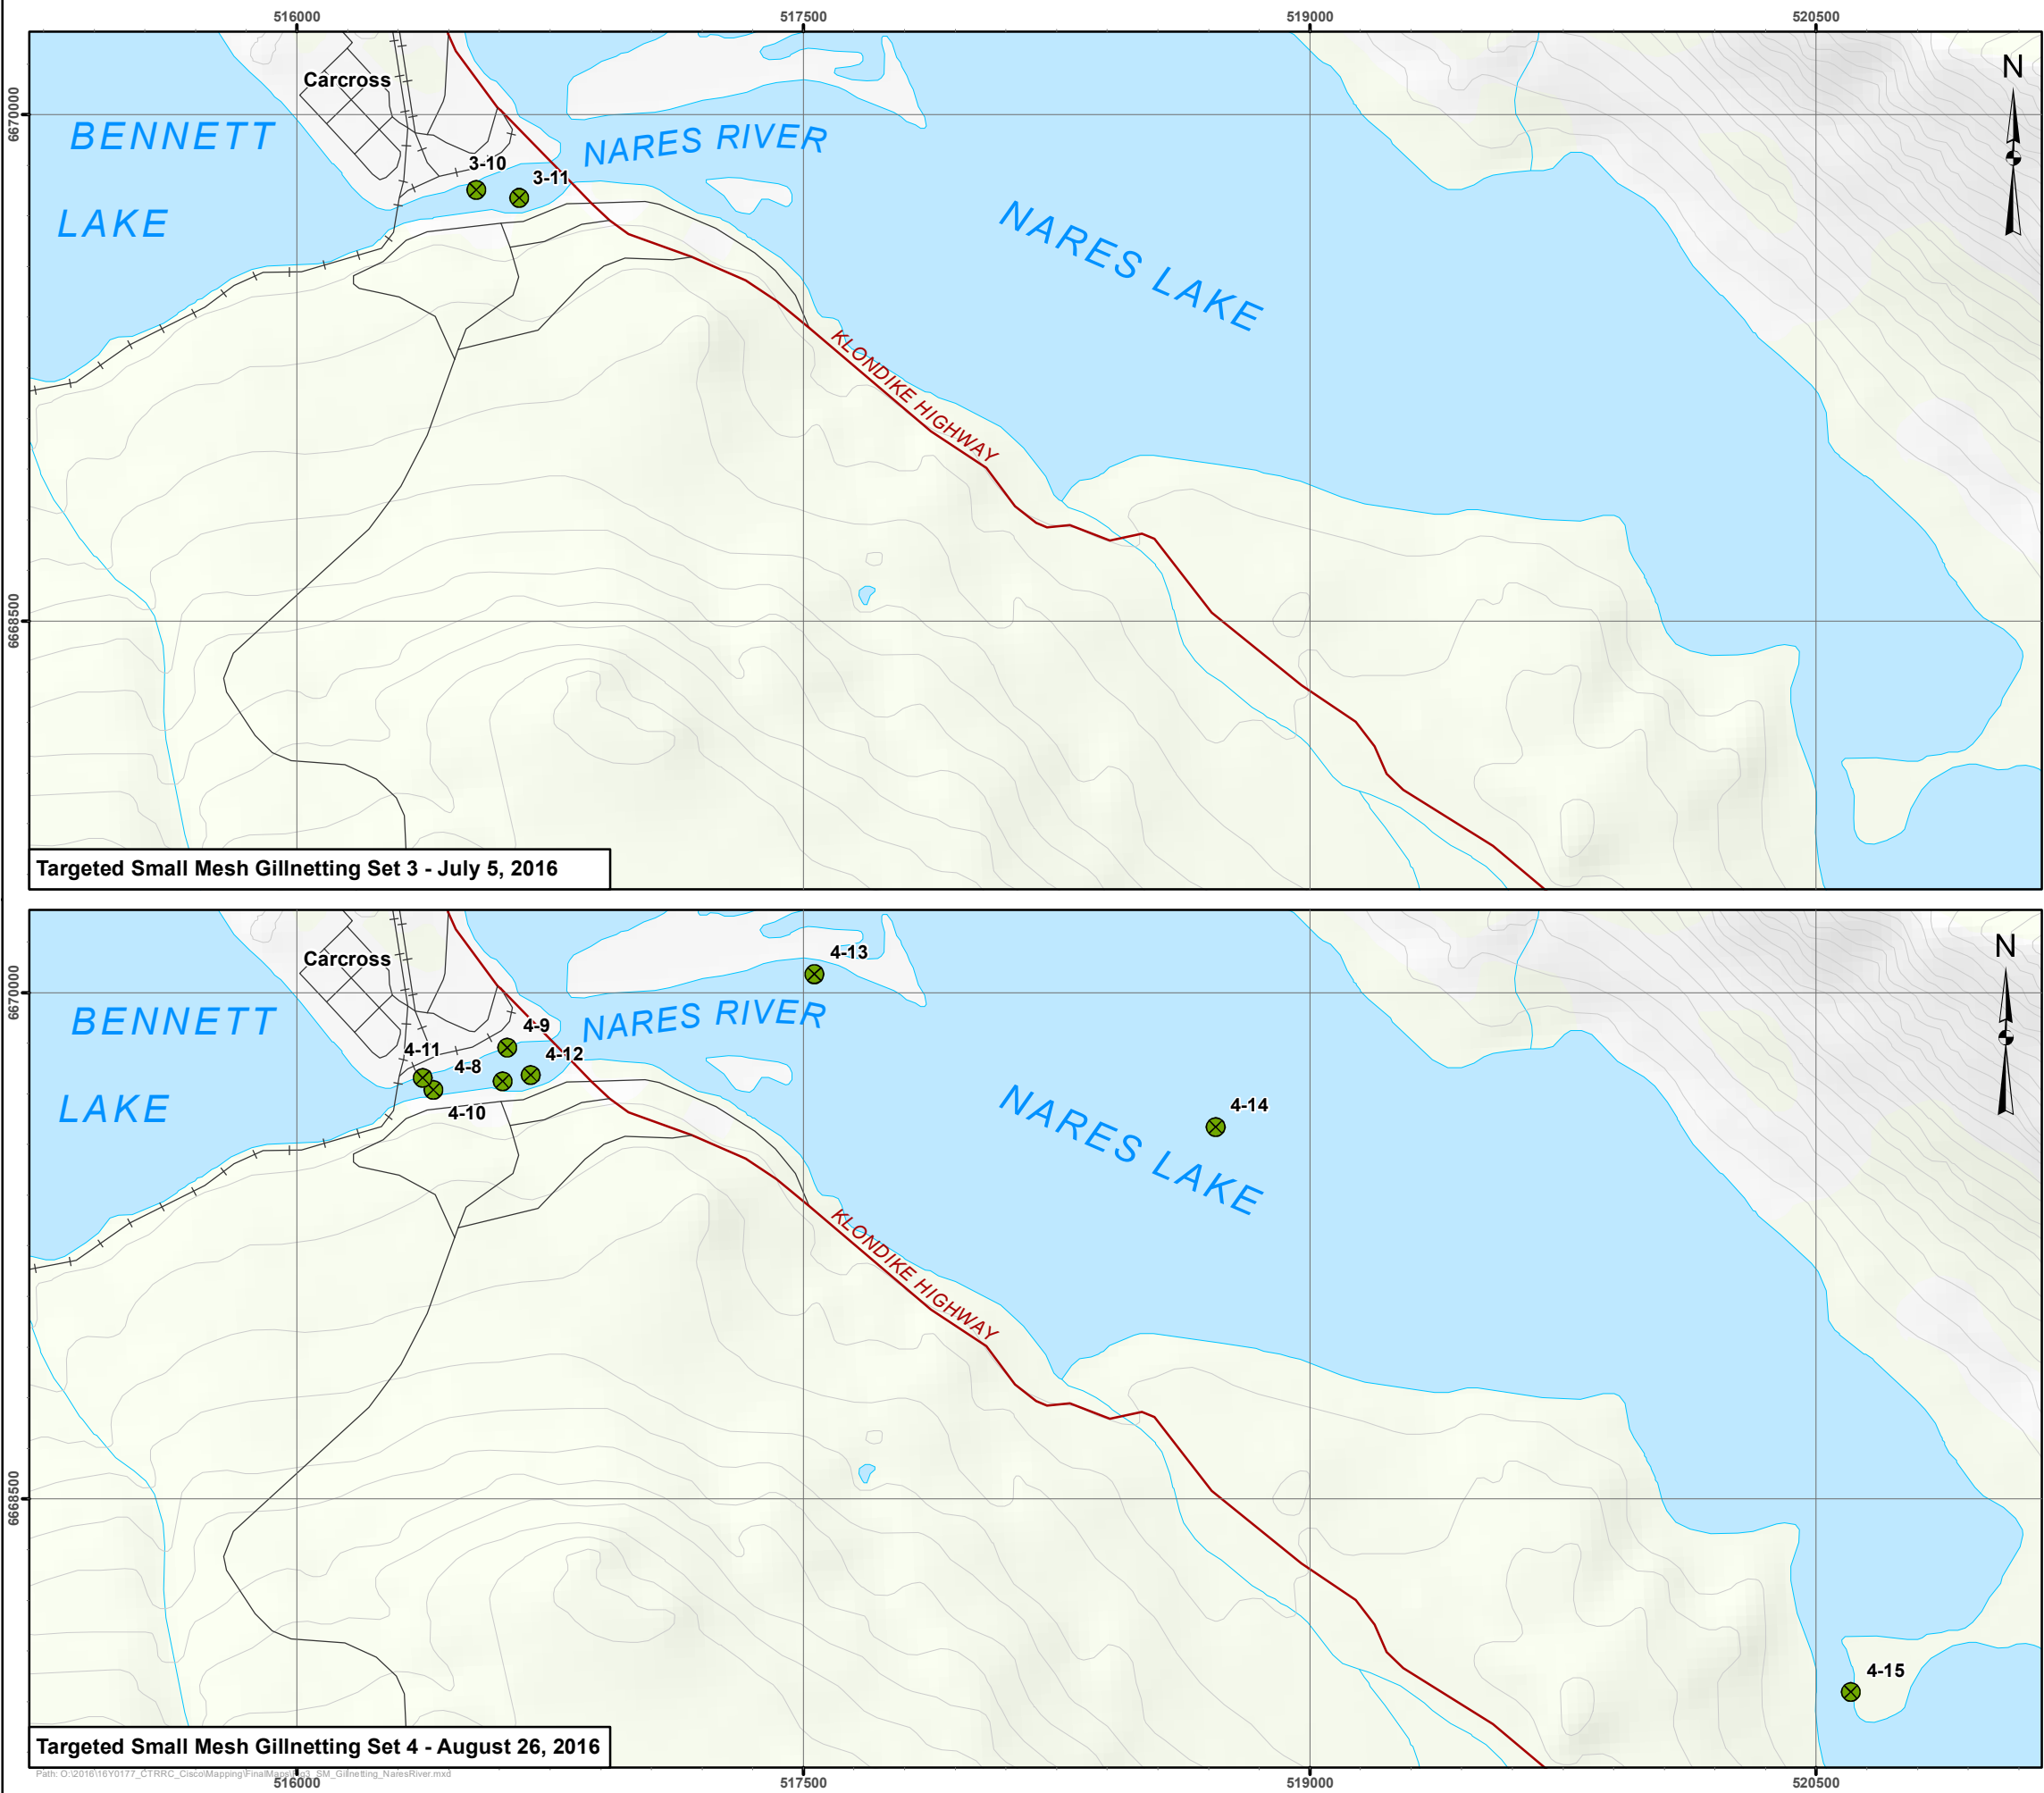 516000 517500 519000 520500
6670000
6668500
N
Carcross
BENNETT
LAKE
NARES RIVER
3-10
3-11
NARES LAKE
KLONDIKE HIGHWAY
Targeted Small Mesh Gillnetting Set 3 - July 5, 2016
6670000
6668500
N
Carcross
BENNETT
LAKE
NARES RIVER
4-13
4-9
4-11
4-8
4-12
4-10
4-14
NARES LAKE
KLONDIKE HIGHWAY
4-15
Targeted Small Mesh Gillnetting Set 4 - August 26, 2016
516000 517500 519000 520500